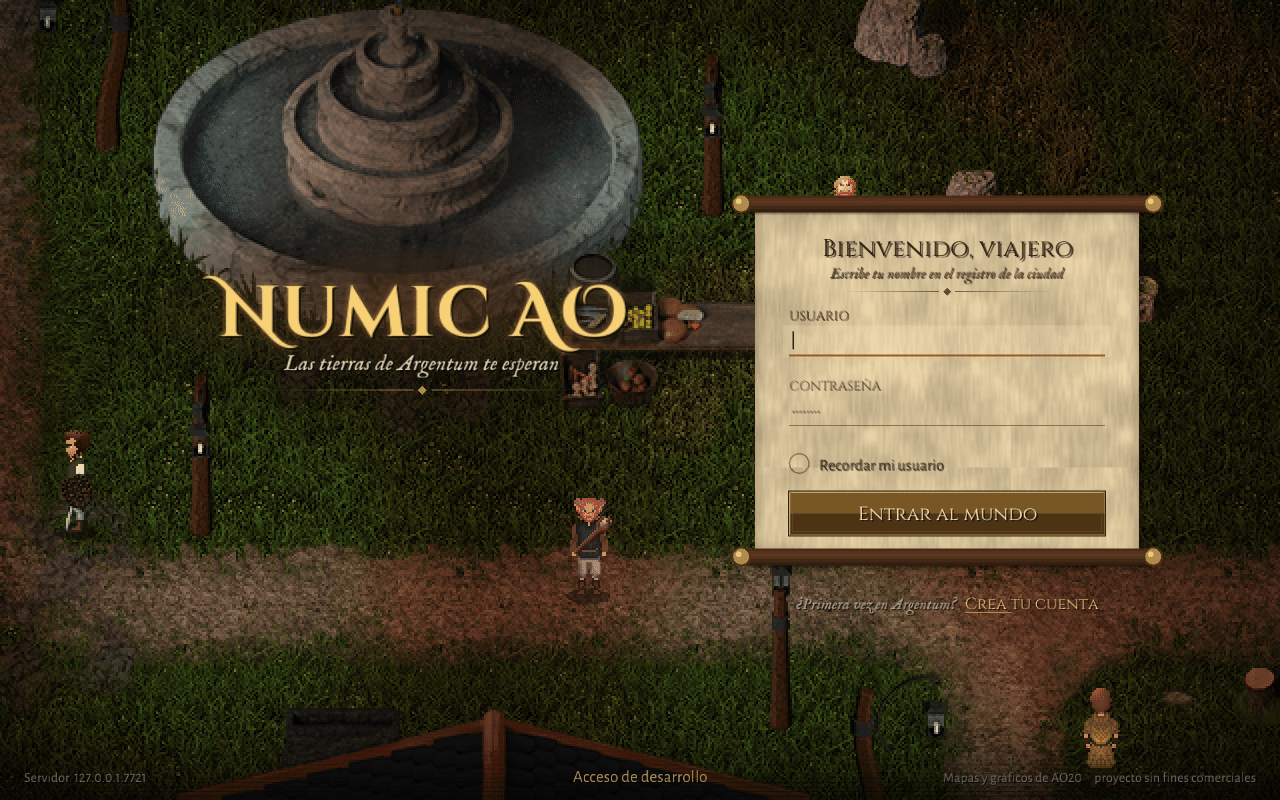 NUMIC AO
Las tierras de Argentum te esperan
BIENVENIDO, VIAJERO
Escribe tu nombre en el registro de la ciudad
USUARIO
CONTRASEÑA
Recordar mi usuario
ENTRAR AL MUNDO
¿Primera vez en Argentum? CREA TU CUENTA
Servidor 127.0.0.1:7721
Acceso de desarrollo
Mapas y gráficos de AO20 proyecto sin fines comerciales